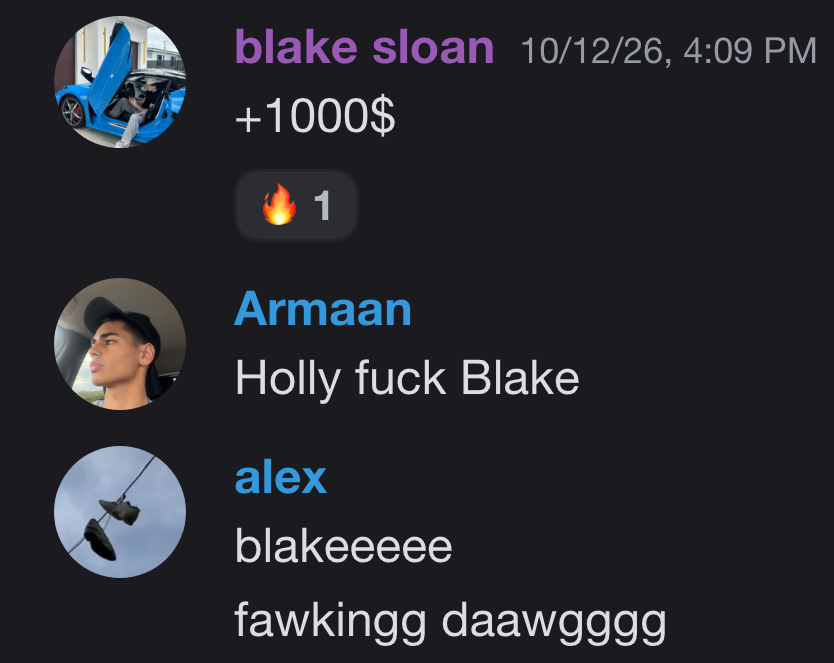 blake sloan 10/12/26, 4:09 PM
+1000$
🔥 1
Armaan
Holly fuck Blake
alex
blakeeeee
fawkingg daawgggg